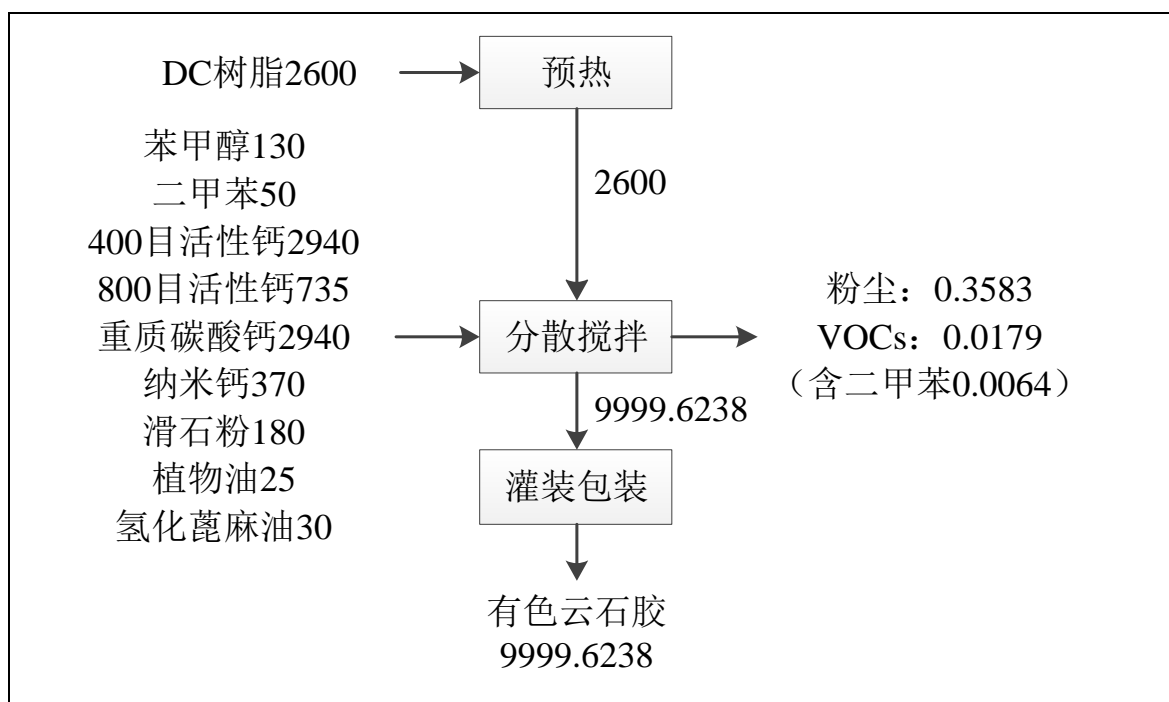 DC树脂2600
预热
2600
苯甲醇130
二甲苯50
400目活性钙2940
800目活性钙735
重质碳酸钙2940
纳米钙370
滑石粉180
植物油25
氢化蓖麻油30
分散搅拌
粉尘：0.3583
VOCs：0.0179
（含二甲苯0.0064）
9999.6238
灌装包装
有色云石胶
9999.6238